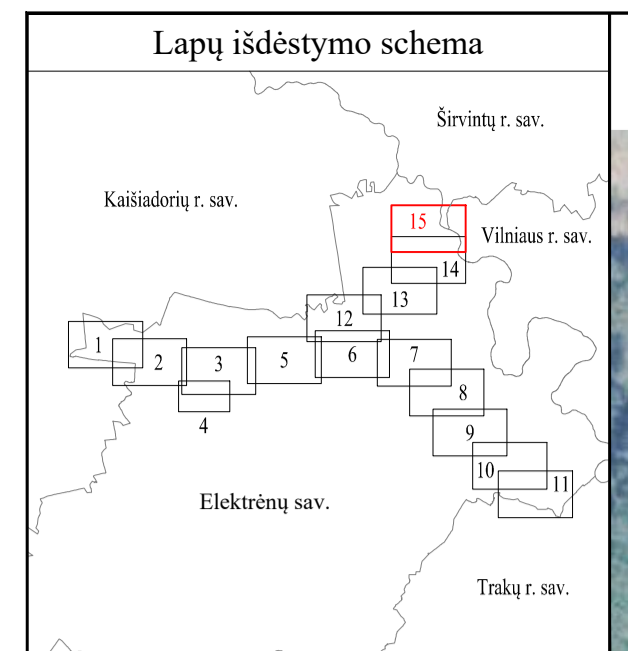 Lapų išdėstymo schema
Širvintų r. sav.
Kaišiadorių r. sav.
15
Vilniaus r. sav.
14
13
12
1
2
3
5
6
7
4
8
9
10
11
Elektrėnų sav.
Trakų r. sav.